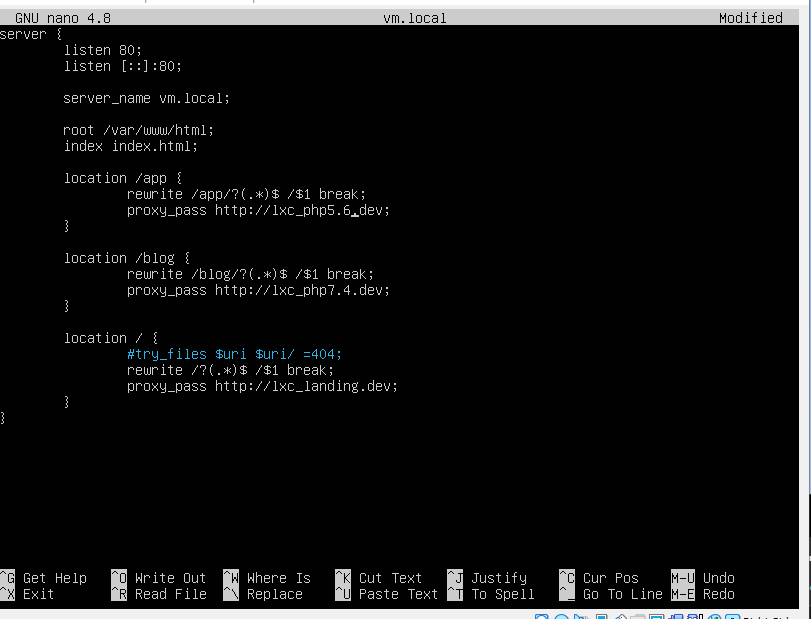 GNU nano 4.8 vm.local Modified
server {
listen 80;
listen [::]:80;
server_name vm.local;
root /var/www/html;
index index.html;
location /app {
rewrite /app/?(.*)$ /$1 break;
proxy_pass http://lxc_php5.6.dev;
}
location /blog {
rewrite /blog/?(.*)$ /$1 break;
proxy_pass http://lxc_php7.4.dev;
}
location / {
#try_files $uri $uri/ =404;
rewrite /?(.*)$ /$1 break;
proxy_pass http://lxc_landing.dev;
}
}
^G Get Help ^O Write Out ^W Where Is ^K Cut Text ^J Justify ^C Cur Pos M-U Undo
^X Exit ^R Read File ^\ Replace ^U Paste Text ^T To Spell ^_ Go To Line M-E Redo